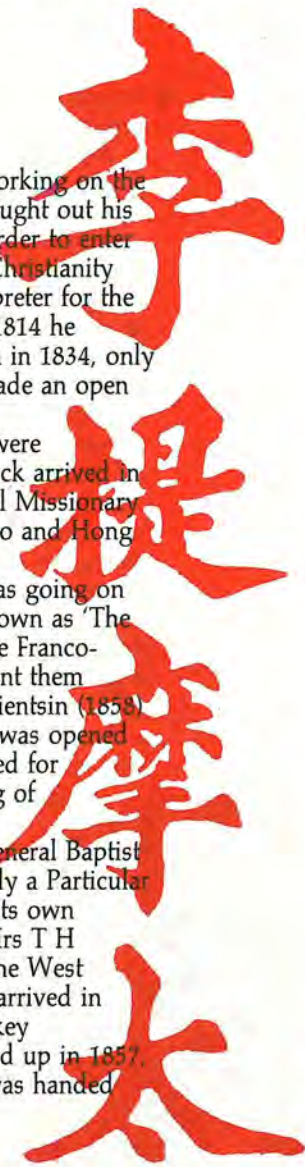 orking on the
ught out his
rder to enter
Christianity
preter for the
1814 he
in 1834, only
ade an open
were
ck arrived in
l Missionary
o and Hong
as going on
own as 'The
e Franco-
nt them
ientsin (1858)
was opened
ed for
g of
eneral Baptist
ly a Particular
ts own
Mrs T H
he West
arrived in
key
d up in 1857,
was handed
李
提
摩
太